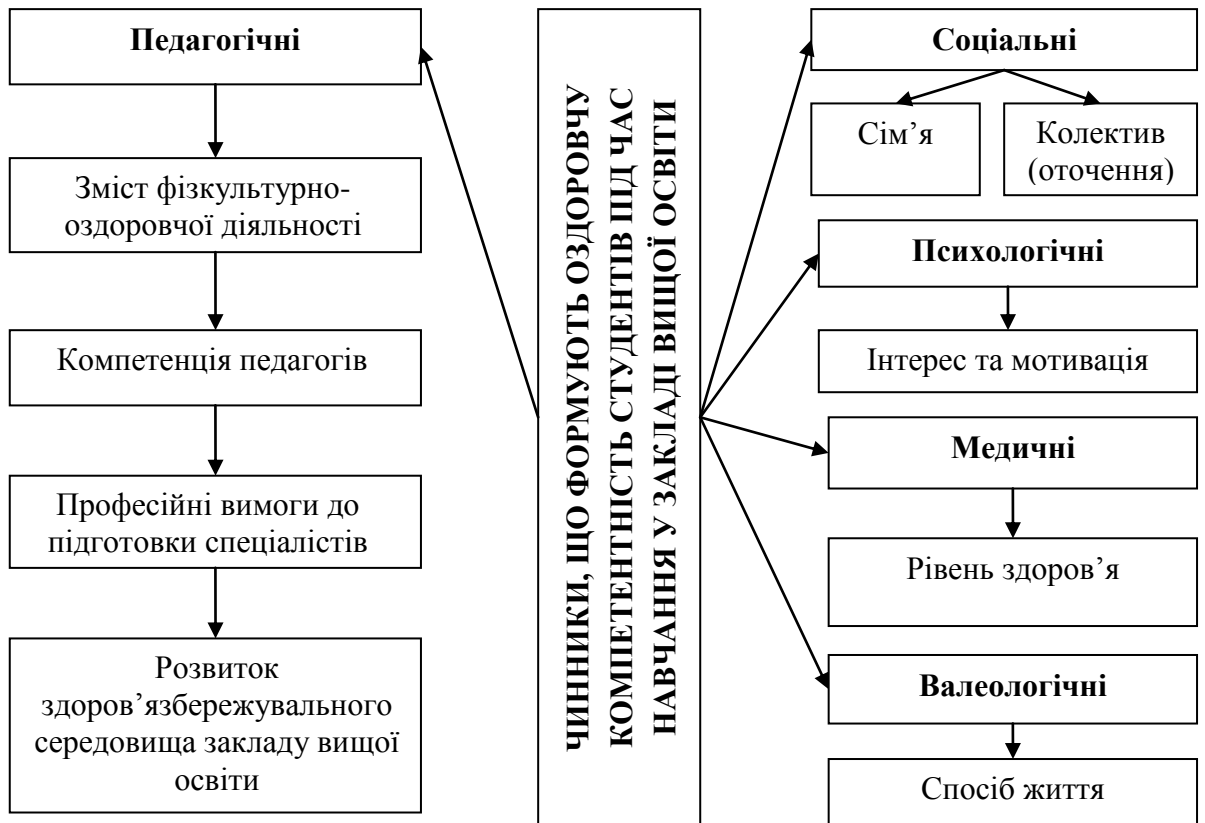 Педагогічні
Зміст фізкультурно-
оздоровчої діяльності
Компетенція педагогів
Професійні вимоги до
підготовки спеціалістів
Розвиток
здоров’язбережувального
середовища закладу вищої
освіти
ЧИННИКИ, ЩО ФОРМУЮТЬ ОЗДОРОВЧУ
КОМПЕТЕНТНІСТЬ СТУДЕНТІВ ПІД ЧАС
НАВЧАННЯ У ЗАКЛАДІ ВИЩОЇ ОСВІТИ
Соціальні
Сім’я
Колектив
(оточення)
Психологічні
Інтерес та мотивація
Медичні
Рівень здоров’я
Валеологічні
Спосіб життя